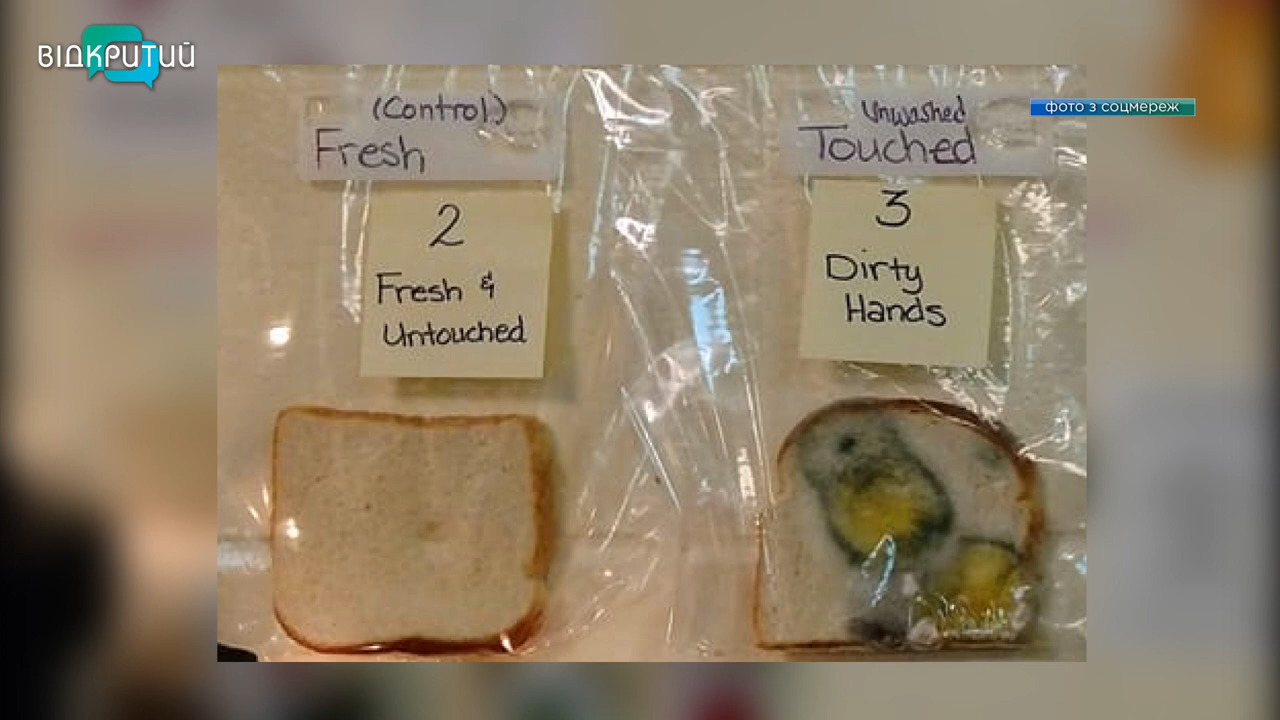 ВІДКРИТИЙ
фото з соцмереж
(Control)
Fresh
2
Fresh &
Untouched
Unwashed
Touched
3
Dirty
Hands